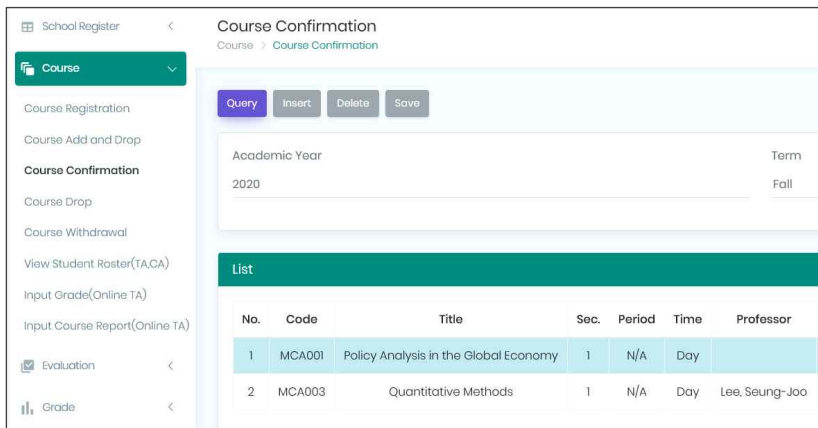 School Register
Course
Course Registration
Course Add and Drop
Course Confirmation
Course Drop
Course Withdrawal
View Student Roster(TA,CA)
Input Grade(Online TA)
Input Course Report(Online TA)
Evaluation
Grade
Course Confirmation
Course > Course Confirmation
Query Insert Delete Save
Academic Year Term
2020 Fall
List
No. Code Title Sec. Period Time Professor
1 MCA001 Policy Analysis in the Global Economy 1 N/A Day
2 MCA003 Quantitative Methods 1 N/A Day Lee, Seung-Joo